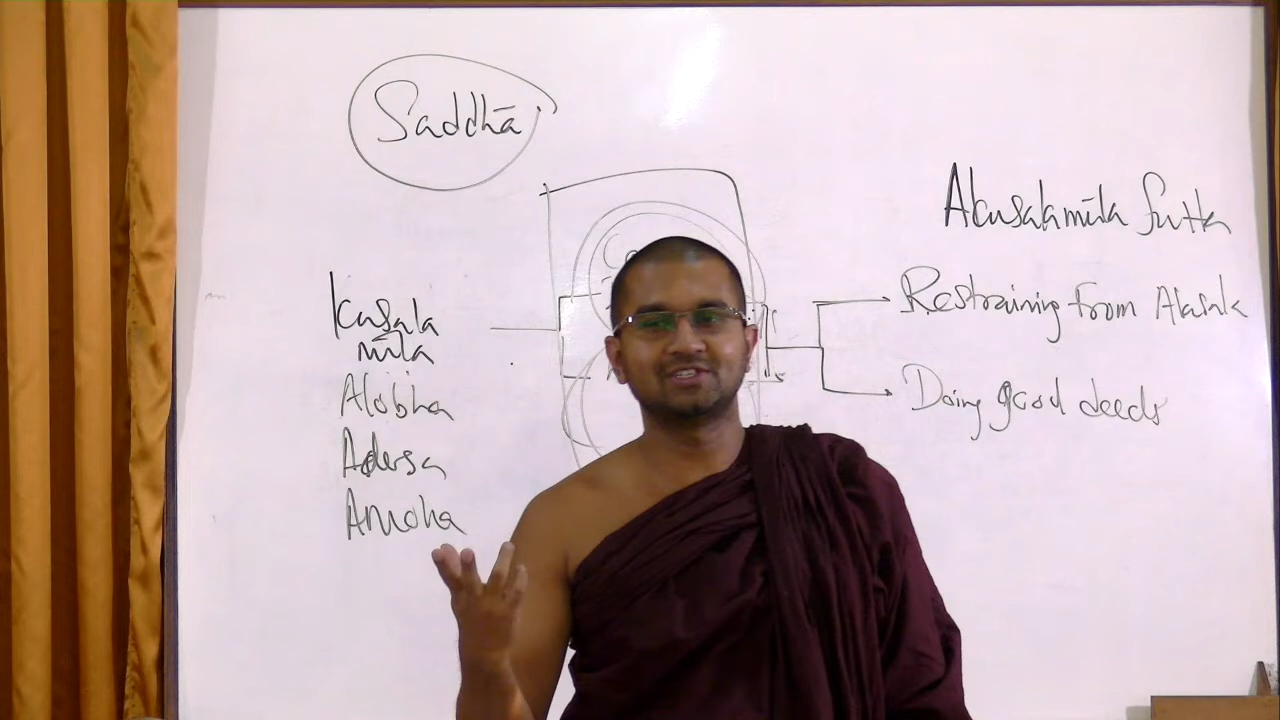 Saddhā
Akusalamūla Sutta
Kusala
mūla
Alobha
Adosa
Amoha
Restraining from Akusala
Doing good deeds